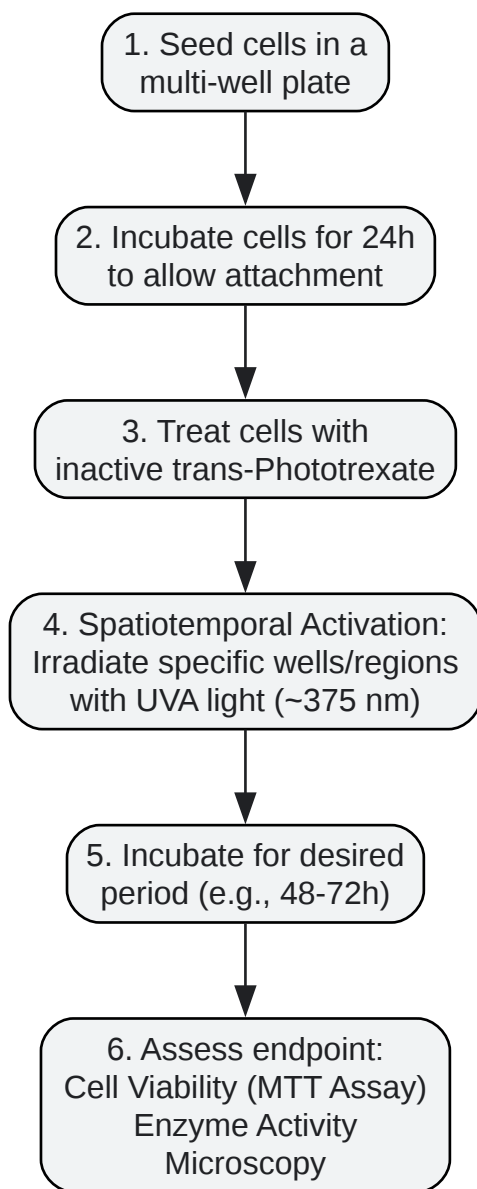 1. Seed cells in a
multi-well plate
2. Incubate cells for 24h
to allow attachment
3. Treat cells with
inactive trans-Phototrexate
4. Spatiotemporal Activation:
Irradiate specific wells/regions
with UVA light (~375 nm)
5. Incubate for desired
period (e.g., 48-72h)
6. Assess endpoint:
Cell Viability (MTT Assay)
Enzyme Activity
Microscopy